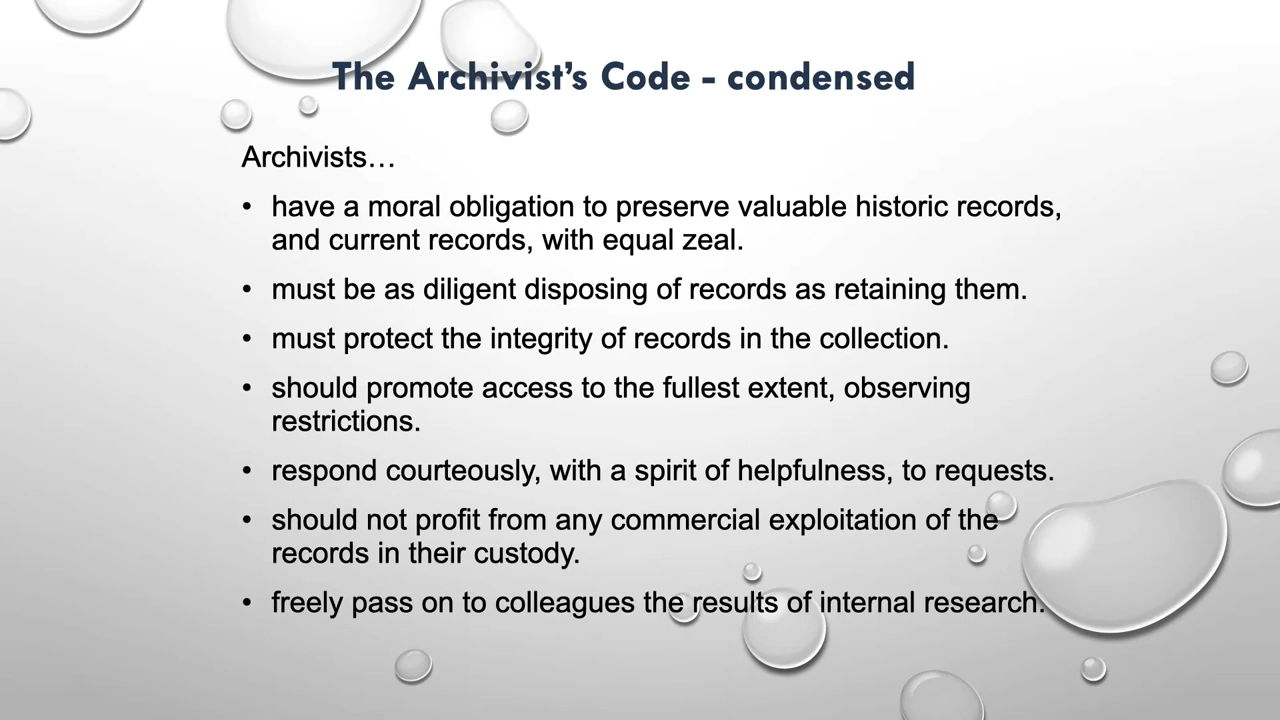 The Archivist's Code - condensed
Archivists…
• have a moral obligation to preserve valuable historic records,
and current records, with equal zeal.
• must be as diligent disposing of records as retaining them.
• must protect the integrity of records in the collection.
• should promote access to the fullest extent, observing
restrictions.
• respond courteously, with a spirit of helpfulness, to requests.
• should not profit from any commercial exploitation of the
records in their custody.
• freely pass on to colleagues the results of internal research.